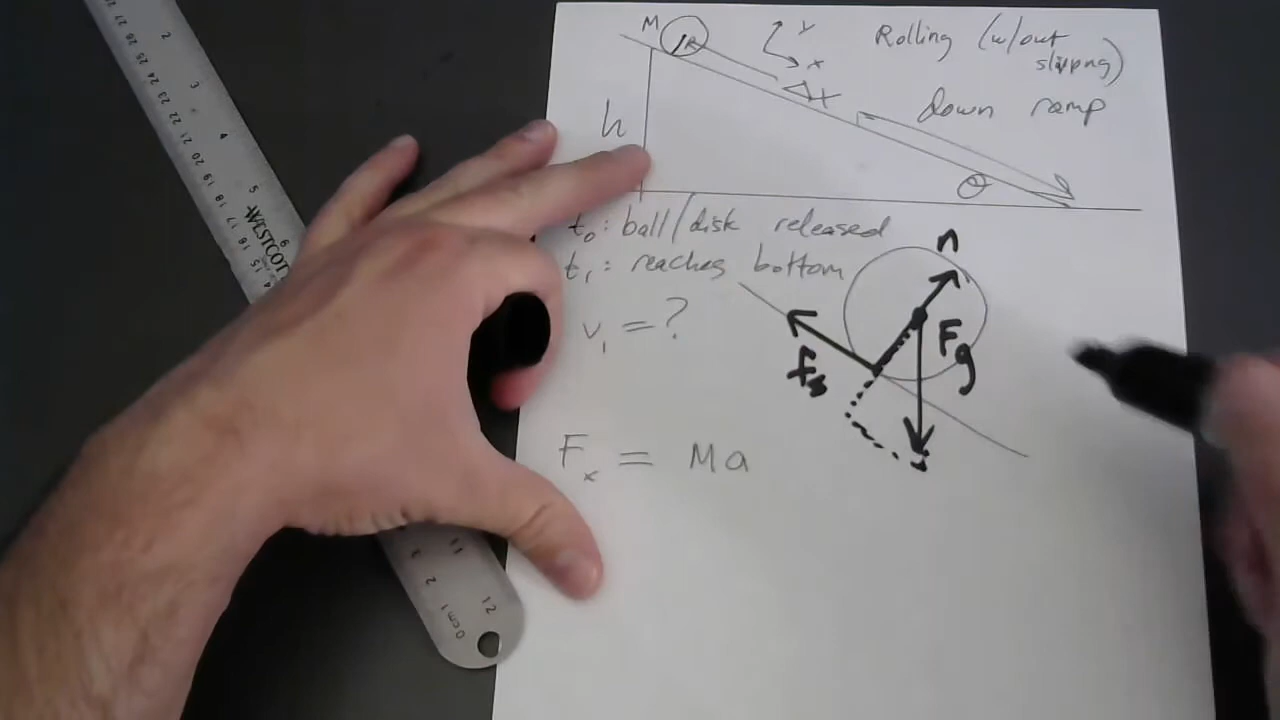 M R y x Rolling (w/out slipping)
Δx down ramp
h θ
t₀: ball/disk released
t₁: reaches bottom
n
v₁ = ?
Fg
fs
Fₓ = Ma
WESTCOTT